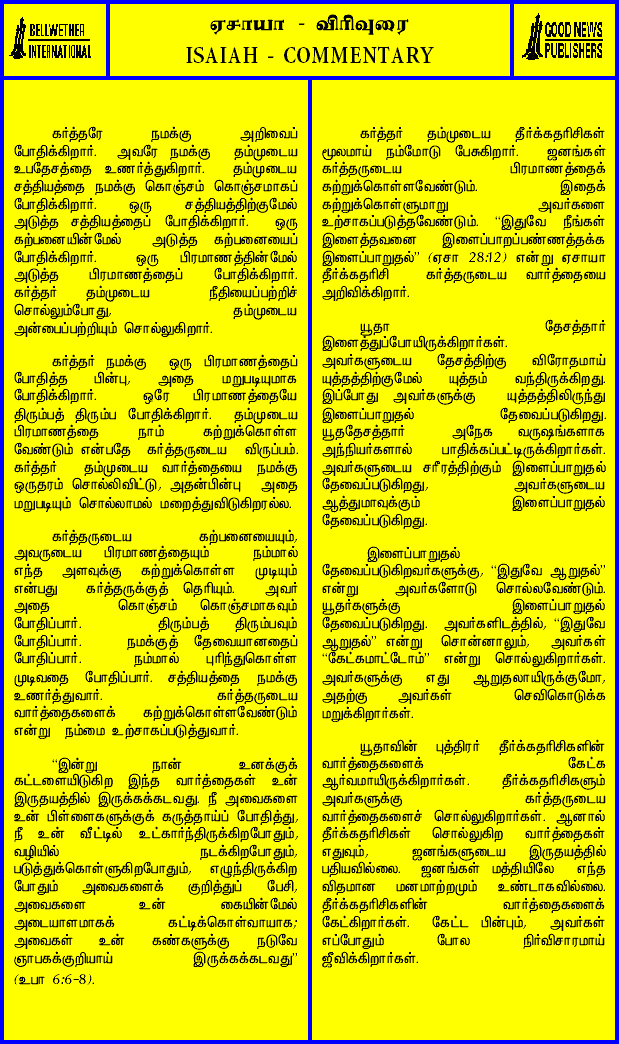 BELLWETHER
INTERNATIONAL
ஏசாயா - விரிவுரை
ISAIAH - COMMENTARY
GOOD NEWS
PUBLISHERS
கர்த்தரே நமக்கு அறிவைப்
போதிக்கிறார். அவரே நமக்கு தம்முடைய
உபதேசத்தை உணர்த்துகிறார். தம்முடைய
சத்தியத்தை நமக்கு கொஞ்சம் கொஞ்சமாகப்
போதிக்கிறார். ஒரு சத்தியத்திற்குமேல்
அடுத்த சத்தியத்தைப் போதிக்கிறார். ஒரு
கற்பனையின்மேல் அடுத்த கற்பனையைப்
போதிக்கிறார். ஒரு பிரமாணத்தின்மேல்
அடுத்த பிரமாணத்தைப் போதிக்கிறார்.
கர்த்தர் தம்முடைய நீதியைப்பற்றிச்
சொல்லும்போது, தம்முடைய
அன்பைப்பற்றியும் சொல்லுகிறார்.
கர்த்தர் நமக்கு ஒரு பிரமாணத்தைப்
போதித்த பின்பு, அதை மறுபடியுமாக
போதிக்கிறார். ஒரே பிரமாணத்தையே
திரும்பத் திரும்ப போதிக்கிறார். தம்முடைய
பிரமாணத்தை நாம் கற்றுக்கொள்ள
வேண்டும் என்பதே கர்த்தருடைய விருப்பம்.
கர்த்தர் தம்முடைய வார்த்தையை நமக்கு
ஒருதரம் சொல்லிவிட்டு, அதன்பின்பு அதை
மறுபடியும் சொல்லாமல் மறைத்துவிடுகிறரல்ல.
கர்த்தருடைய கற்பனையையும்,
அவருடைய பிரமாணத்தையும் நம்மால்
எந்த அளவுக்கு கற்றுக்கொள்ள முடியும்
என்பது கர்த்தருக்குத் தெரியும். அவர்
அதை கொஞ்சம் கொஞ்சமாகவும்
போதிப்பார். திரும்பத் திரும்பவும்
போதிப்பார். நமக்குத் தேவையானதைப்
போதிப்பார். நம்மால் புரிந்துகொள்ள
முடிவதை போதிப்பார். சத்தியத்தை நமக்கு
உணர்த்துவார். கர்த்தருடைய
வார்த்தைகளைக் கற்றுக்கொள்ளவேண்டும்
என்று நம்மை உற்சாகப்படுத்துவார்.
“இன்று நான் உனக்குக்
கட்டளையிடுகிற இந்த வார்த்தைகள் உன்
இருதயத்தில் இருக்கக்கடவது. நீ அவைகளை
உன் பிள்ளைகளுக்குக் கருத்தாய்ப் போதித்து,
நீ உன் வீட்டில் உட்கார்ந்திருக்கிறபோதும்,
வழியில் நடக்கிறபோதும்,
படுத்துக்கொள்ளுகிறபோதும், எழுந்திருக்கிற
போதும் அவைகளைக் குறித்துப் பேசி,
அவைகளை உன் கையின்மேல்
அடையாளமாகக் கட்டிக்கொள்வாயாக;
அவைகள் உன் கண்களுக்கு நடுவே
ஞாபகக்குறியாய் இருக்கக்கடவது”
(உபா 6:6-8).
கர்த்தர் தம்முடைய தீர்க்கதரிசிகள்
மூலமாய் நம்மோடு பேசுகிறார். ஜனங்கள்
கர்த்தருடைய பிரமாணத்தைக்
கற்றுக்கொள்ளவேண்டும். இதைக்
கற்றுக்கொள்ளுமாறு அவர்களை
உற்சாகப்படுத்தவேண்டும். “இதுவே நீங்கள்
இளைத்தவனை இளைப்பாறப்பண்ணத்தக்க
இளைப்பாறுதல்” (ஏசா 28:12) என்று ஏசாயா
தீர்க்கதரிசி கர்த்தருடைய வார்த்தையை
அறிவிக்கிறார்.
யூதா தேசத்தார்
இளைத்துப்போயிருக்கிறார்கள்.
அவர்களுடைய தேசத்திற்கு விரோதமாய்
யுத்தத்திற்குமேல் யுத்தம் வந்திருக்கிறது.
இப்போது அவர்களுக்கு யுத்தத்திலிருந்து
இளைப்பாறுதல் தேவைப்படுகிறது.
யூததேசத்தார் அநேக வருஷங்களாக
அந்நியர்களால் பாதிக்கப்பட்டிருக்கிறார்கள்.
அவர்களுடைய சரீரத்திற்கும் இளைப்பாறுதல்
தேவைப்படுகிறது, அவர்களுடைய
ஆத்துமாவுக்கும் இளைப்பாறுதல்
தேவைப்படுகிறது.
இளைப்பாறுதல்
தேவைப்படுகிறவர்களுக்கு, “இதுவே ஆறுதல்”
என்று அவர்களோடு சொல்லவேண்டும்.
யூதர்களுக்கு இளைப்பாறுதல்
தேவைப்படுகிறது. அவர்களிடத்தில், “இதுவே
ஆறுதல்” என்று சொன்னாலும், அவர்கள்
“கேட்கமாட்டோம்” என்று சொல்லுகிறார்கள்.
அவர்களுக்கு எது ஆறுதலாயிருக்குமோ,
அதற்கு அவர்கள் செவிகொடுக்க
மறுக்கிறார்கள்.
யூதாவின் புத்திரர் தீர்க்கதரிசிகளின்
வார்த்தைகளைக் கேட்க
ஆர்வமாயிருக்கிறார்கள். தீர்க்கதரிசிகளும்
அவர்களுக்கு கர்த்தருடைய
வார்த்தைகளைச் சொல்லுகிறார்கள். ஆனால்
தீர்க்கதரிசிகள் சொல்லுகிற வார்த்தைகள்
எதுவும், ஜனங்களுடைய இருதயத்தில்
பதியவில்லை. ஜனங்கள் மத்தியிலே எந்த
விதமான மனமாற்றமும் உண்டாகவில்லை.
தீர்க்கதரிசிகளின் வார்த்தைகளைக்
கேட்கிறார்கள். கேட்ட பின்பும், அவர்கள்
எப்போதும் போல நிர்விசாரமாய்
ஜீவிக்கிறார்கள்.